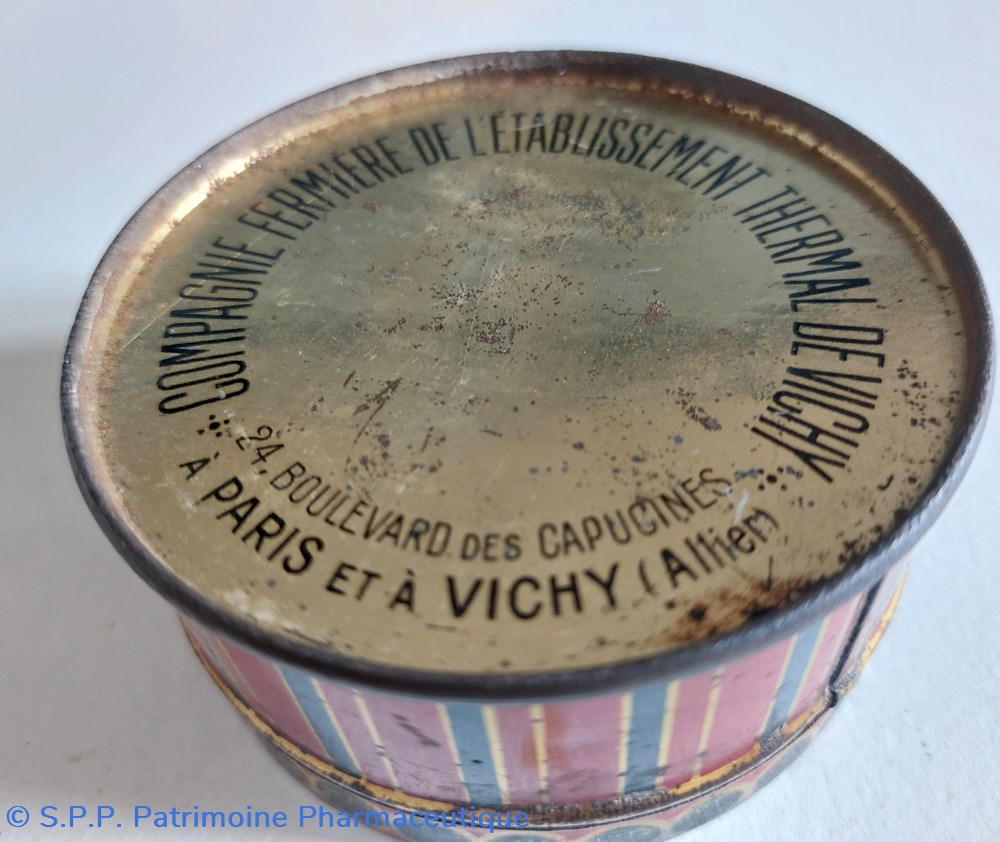 COMPAGNIE FERMIÈRE DE L'ÉTABLISSEMENT THERMAL DE VICHY
24, BOULEVARD DES CAPUCINES
À PARIS ET À VICHY (Allier)
© S.P.P. Patrimoine Pharmaceutique